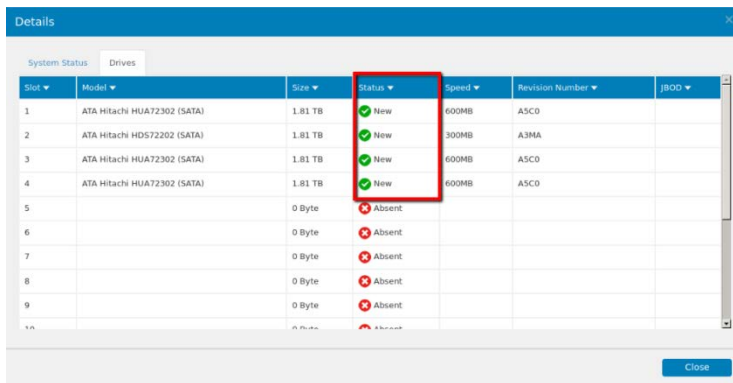 Details
System Status Drives
Slot Model Size Status Speed Revision Number JBOD
1 ATA Hitachi HUA72302 (SATA) 1.81 TB New 600MB A5C0
2 ATA Hitachi HDS72202 (SATA) 1.81 TB New 300MB A3MA
3 ATA Hitachi HUA72302 (SATA) 1.81 TB New 600MB A5C0
4 ATA Hitachi HUA72302 (SATA) 1.81 TB New 600MB A5C0
5 0 Byte Absent
6 0 Byte Absent
7 0 Byte Absent
8 0 Byte Absent
9 0 Byte Absent
10 0 Byte Absent
Close